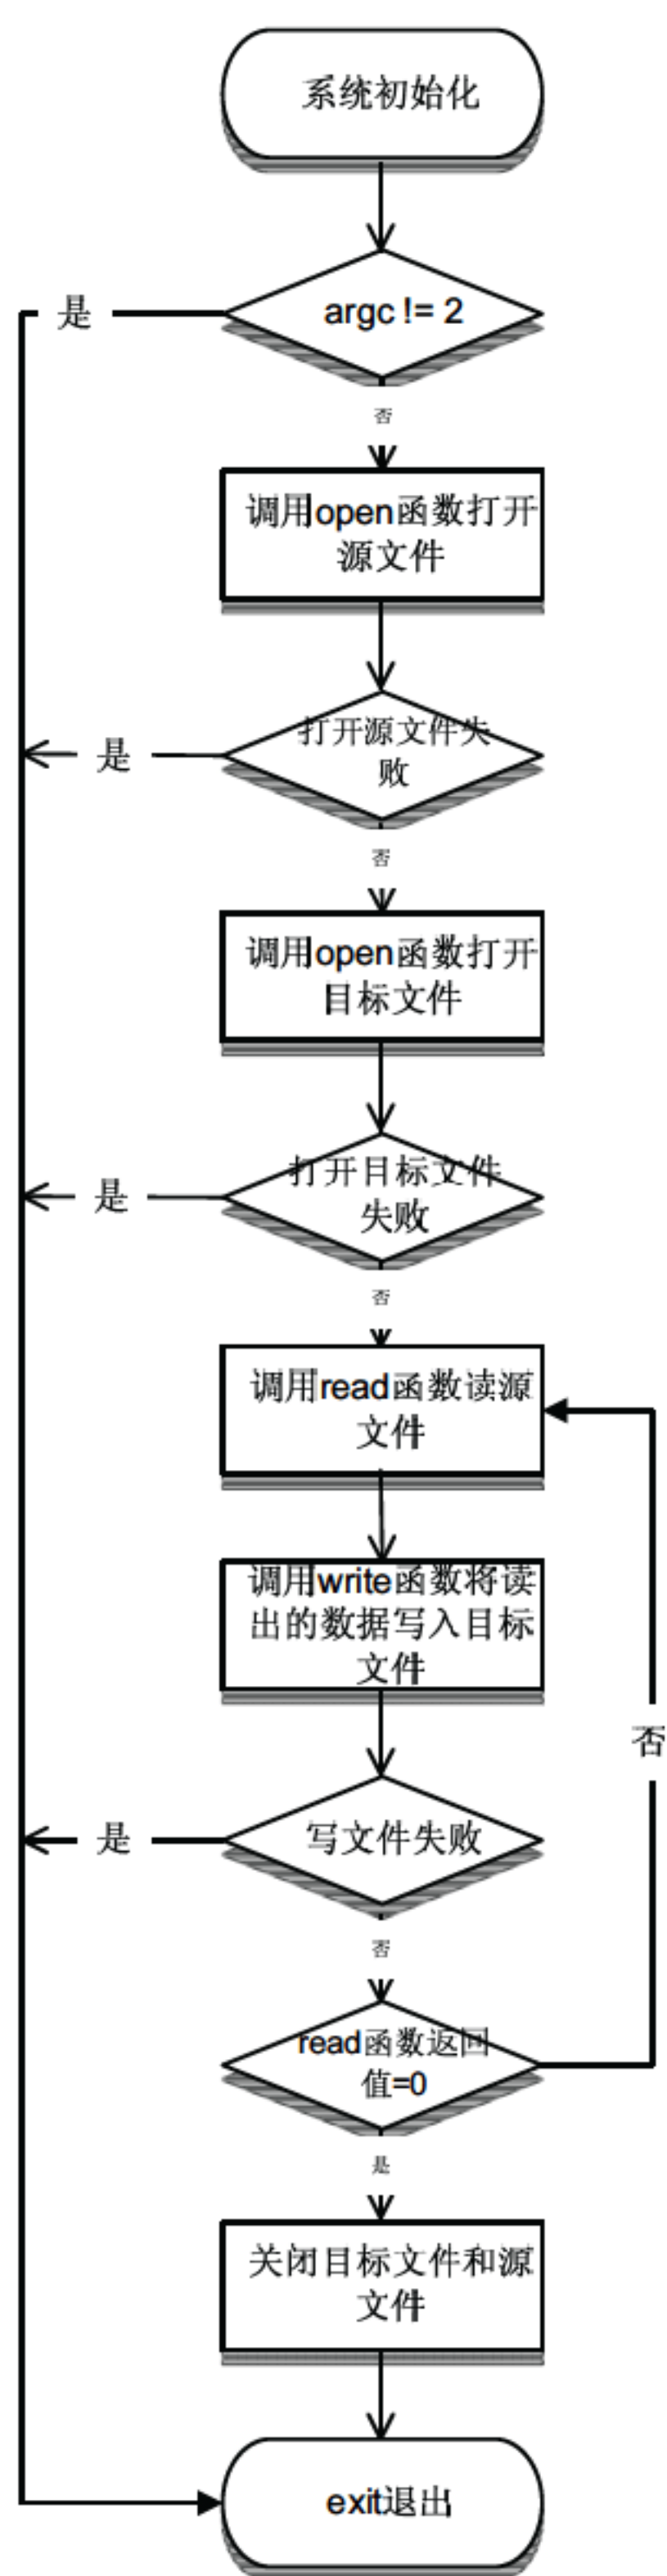 系统初始化
argc != 2
是
否
调用open函数打开
源文件
打开源文件失
败
是
否
调用open函数打开
目标文件
打开目标文件
失败
是
否
调用read函数读源
文件
调用write函数将读
出的数据写入目标
文件
否
写文件失败
是
否
read函数返回
值=0
是
关闭目标文件和源
文件
exit退出